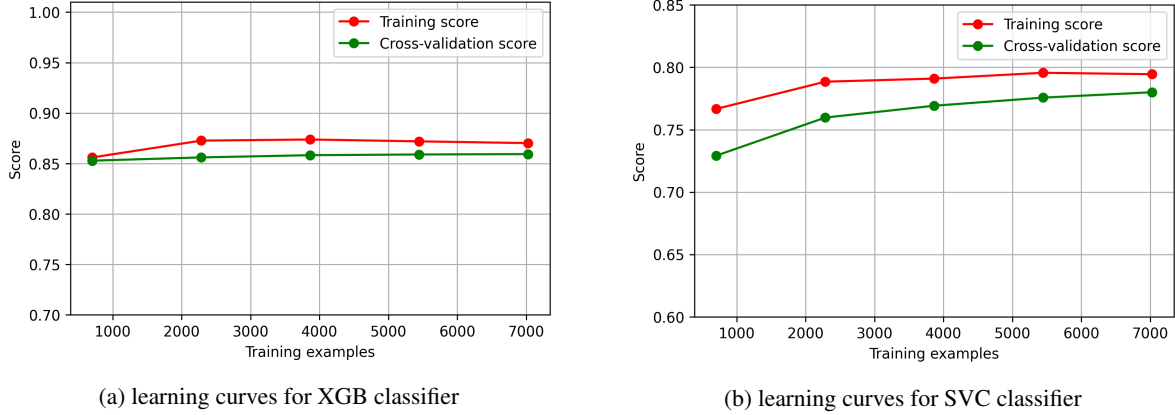 1.00
0.95
0.90
0.85
0.80
0.75
0.70
Score
Training score
Cross-validation score
1000 2000 3000 4000 5000 6000 7000
Training examples
(a) learning curves for XGB classifier
0.85
0.80
0.75
0.70
0.65
0.60
Score
Training score
Cross-validation score
1000 2000 3000 4000 5000 6000 7000
Training examples
(b) learning curves for SVC classifier